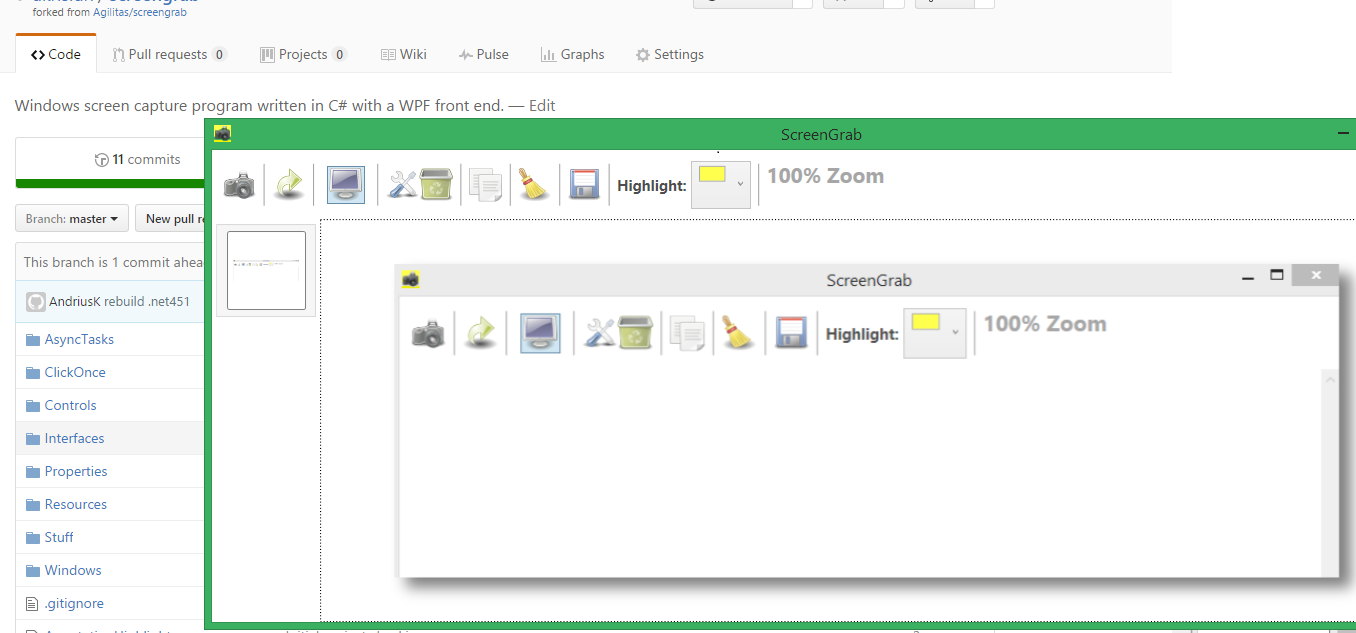 forked from Agilitas/screengrab
Code Pull requests 0 Projects 0 Wiki Pulse Graphs Settings
Windows screen capture program written in C# with a WPF front end. — Edit
11 commits
Branch: master
New pull
This branch is 1 commit ahea
AndriusK rebuild .net451
AsyncTasks
ClickOnce
Controls
Interfaces
Properties
Resources
Stuff
Windows
.gitignore
ScreenGrab
Highlight:
100% Zoom
ScreenGrab
Highlight:
100% Zoom